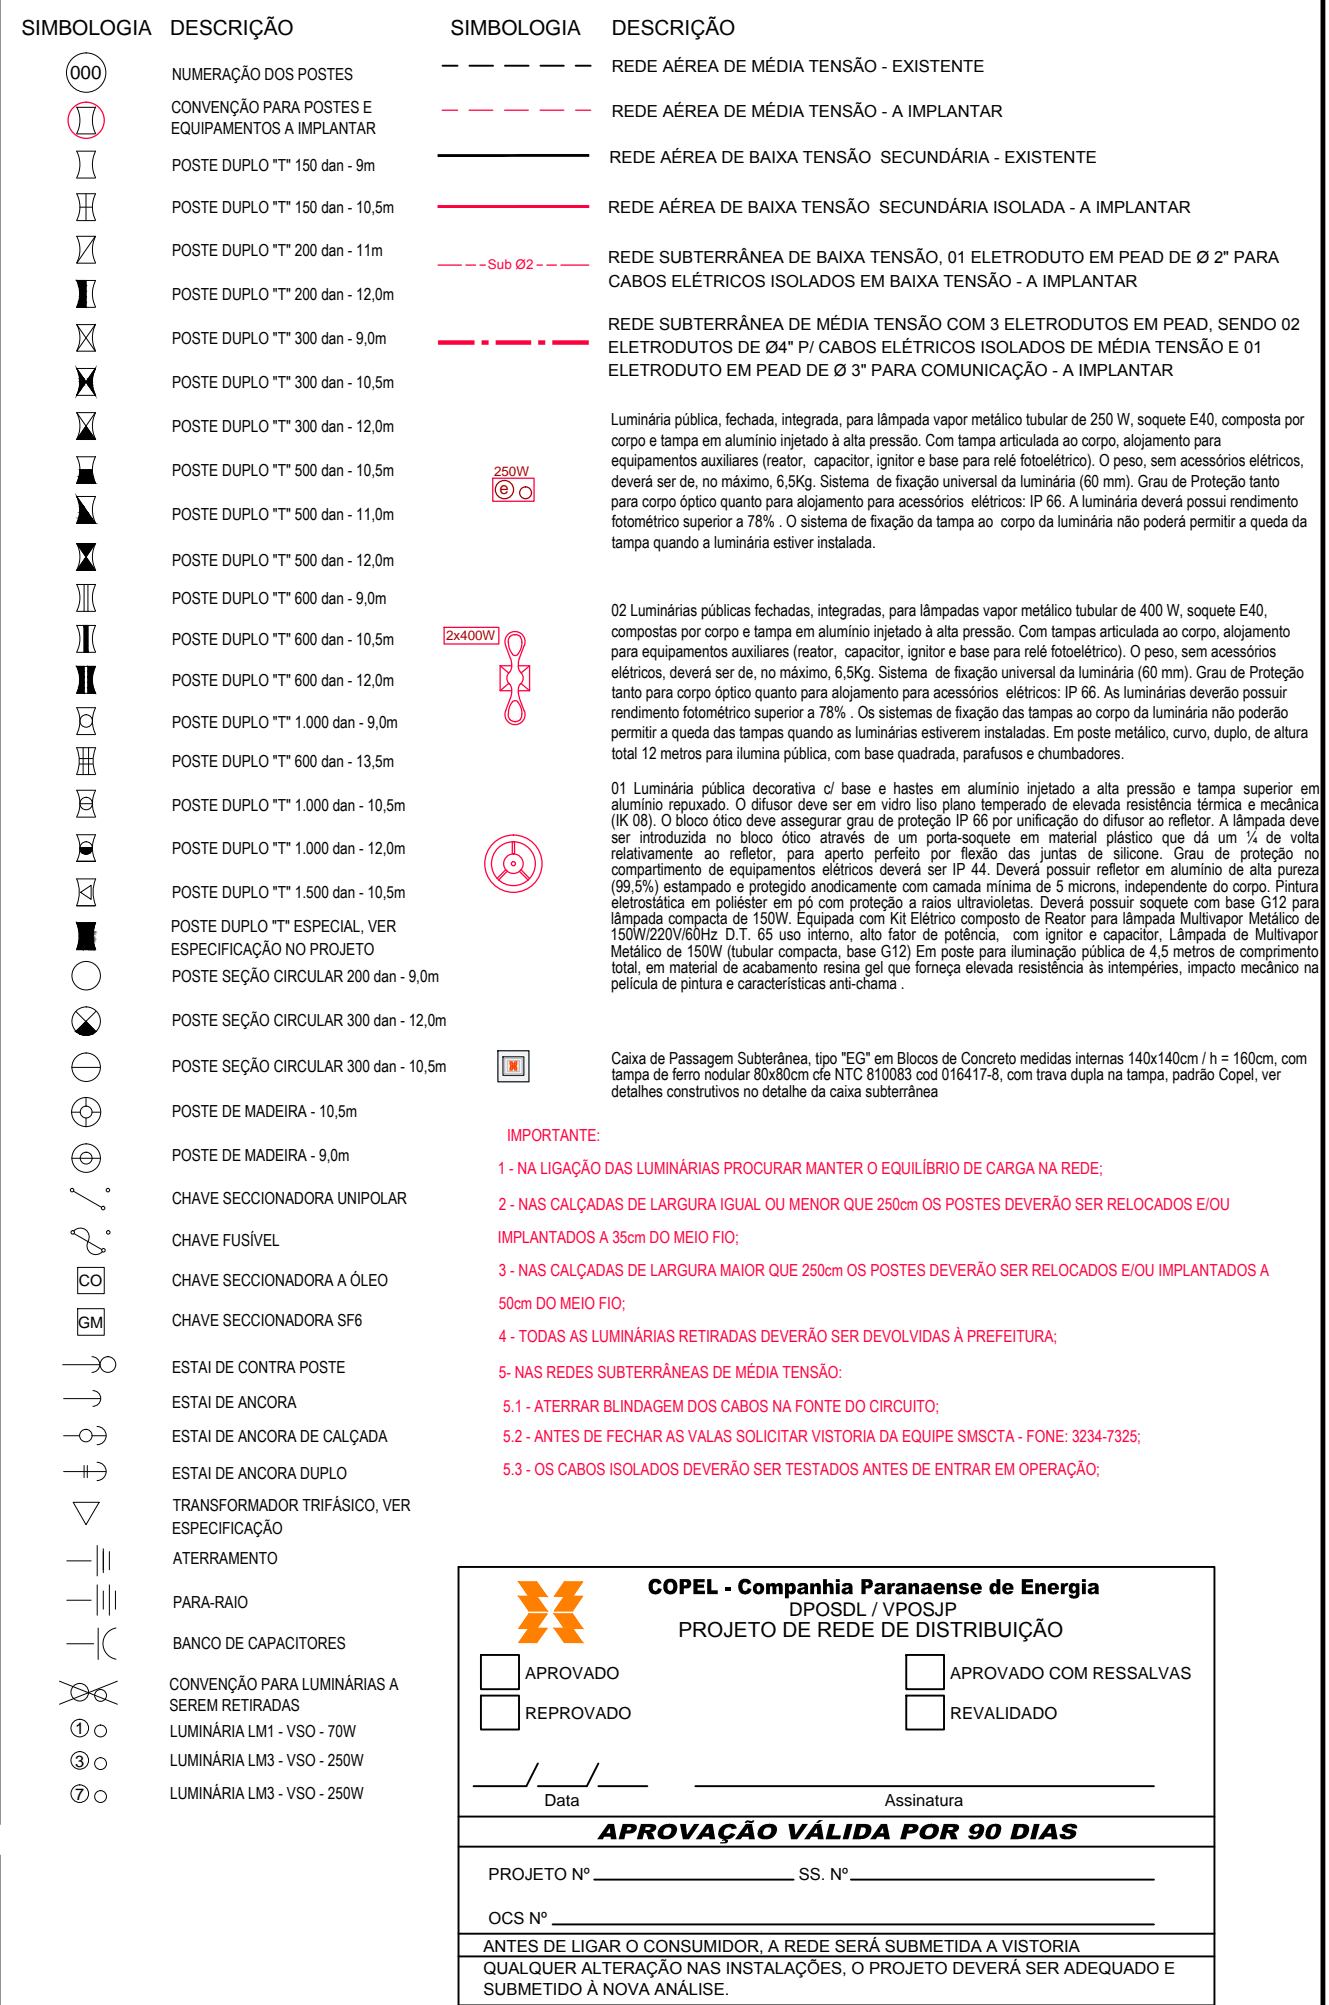 SIMBOLOGIA DESCRIÇÃO
000 NUMERAÇÃO DOS POSTES
CONVENÇÃO PARA POSTES E
EQUIPAMENTOS A IMPLANTAR
POSTE DUPLO "T" 150 dan - 9m
POSTE DUPLO "T" 150 dan - 10,5m
POSTE DUPLO "T" 200 dan - 11m
POSTE DUPLO "T" 200 dan - 12,0m
POSTE DUPLO "T" 300 dan - 9,0m
POSTE DUPLO "T" 300 dan - 10,5m
POSTE DUPLO "T" 300 dan - 12,0m
POSTE DUPLO "T" 500 dan - 10,5m
POSTE DUPLO "T" 500 dan - 11,0m
POSTE DUPLO "T" 500 dan - 12,0m
POSTE DUPLO "T" 600 dan - 9,0m
POSTE DUPLO "T" 600 dan - 10,5m
POSTE DUPLO "T" 600 dan - 12,0m
POSTE DUPLO "T" 1.000 dan - 9,0m
POSTE DUPLO "T" 600 dan - 13,5m
POSTE DUPLO "T" 1.000 dan - 10,5m
POSTE DUPLO "T" 1.000 dan - 12,0m
POSTE DUPLO "T" 1.500 dan - 10,5m
POSTE DUPLO "T" ESPECIAL, VER
ESPECIFICAÇÃO NO PROJETO
POSTE SEÇÃO CIRCULAR 200 dan - 9,0m
POSTE SEÇÃO CIRCULAR 300 dan - 12,0m
POSTE SEÇÃO CIRCULAR 300 dan - 10,5m
POSTE DE MADEIRA - 10,5m
POSTE DE MADEIRA - 9,0m
CHAVE SECCIONADORA UNIPOLAR
CHAVE FUSÍVEL
CO CHAVE SECCIONADORA A ÓLEO
GM CHAVE SECCIONADORA SF6
ESTAI DE CONTRA POSTE
ESTAI DE ANCORA
ESTAI DE ANCORA DE CALÇADA
ESTAI DE ANCORA DUPLO
TRANSFORMADOR TRIFÁSICO, VER
ESPECIFICAÇÃO
ATERRAMENTO
PARA-RAIO
BANCO DE CAPACITORES
CONVENÇÃO PARA LUMINÁRIAS A
SEREM RETIRADAS
1 LUMINÁRIA LM1 - VSO - 70W
3 LUMINÁRIA LM3 - VSO - 250W
7 LUMINÁRIA LM3 - VSO - 250W
SIMBOLOGIA DESCRIÇÃO
REDE AÉREA DE MÉDIA TENSÃO - EXISTENTE
REDE AÉREA DE MÉDIA TENSÃO - A IMPLANTAR
REDE AÉREA DE BAIXA TENSÃO SECUNDÁRIA - EXISTENTE
REDE AÉREA DE BAIXA TENSÃO SECUNDÁRIA ISOLADA - A IMPLANTAR
Sub Ø2
REDE SUBTERRÂNEA DE BAIXA TENSÃO, 01 ELETRODUTO EM PEAD DE Ø 2" PARA
CABOS ELÉTRICOS ISOLADOS EM BAIXA TENSÃO - A IMPLANTAR
REDE SUBTERRÂNEA DE MÉDIA TENSÃO COM 3 ELETRODUTOS EM PEAD, SENDO 02
ELETRODUTOS DE Ø4" P/ CABOS ELÉTRICOS ISOLADOS DE MÉDIA TENSÃO E 01
ELETRODUTO EM PEAD DE Ø 3" PARA COMUNICAÇÃO - A IMPLANTAR
250W
e
Luminária pública, fechada, integrada, para lâmpada vapor metálico tubular de 250 W, soquete E40, composta por
corpo e tampa em alumínio injetado à alta pressão. Com tampa articulada ao corpo, alojamento para
equipamentos auxiliares (reator, capacitor, ignitor e base para relé fotoelétrico). O peso, sem acessórios elétricos,
deverá ser de, no máximo, 6,5Kg. Sistema de fixação universal da luminária (60 mm). Grau de Proteção tanto
para corpo óptico quanto para alojamento para acessórios elétricos: IP 66. A luminária deverá possui rendimento
fotométrico superior a 78% . O sistema de fixação da tampa ao corpo da luminária não poderá permitir a queda da
tampa quando a luminária estiver instalada.
2x400W
02 Luminárias públicas fechadas, integradas, para lâmpadas vapor metálico tubular de 400 W, soquete E40,
compostas por corpo e tampa em alumínio injetado à alta pressão. Com tampas articulada ao corpo, alojamento
para equipamentos auxiliares (reator, capacitor, ignitor e base para relé fotoelétrico). O peso, sem acessórios
elétricos, deverá ser de, no máximo, 6,5Kg. Sistema de fixação universal da luminária (60 mm). Grau de Proteção
tanto para corpo óptico quanto para alojamento para acessórios elétricos: IP 66. As luminárias deverão possuir
rendimento fotométrico superior a 78% . Os sistemas de fixação das tampas ao corpo da luminária não poderão
permitir a queda das tampas quando as luminárias estiverem instaladas. Em poste metálico, curvo, duplo, de altura
total 12 metros para ilumina pública, com base quadrada, parafusos e chumbadores.
01 Luminária pública decorativa c/ base e hastes em alumínio injetado a alta pressão e tampa superior em
alumínio repuxado. O difusor deve ser em vidro liso plano temperado de elevada resistência térmica e mecânica
(IK 08). O bloco ótico deve assegurar grau de proteção IP 66 por unificação do difusor ao refletor. A lâmpada deve
ser introduzida no bloco ótico através de um porta-soquete em material plástico que dá um ¼ de volta
relativamente ao refletor, para aperto perfeito por flexão das juntas de silicone. Grau de proteção no
compartimento de equipamentos elétricos deverá ser IP 44. Deverá possuir refletor em alumínio de alta pureza
(99,5%) estampado e protegido anodicamente com camada mínima de 5 microns, independente do corpo. Pintura
eletrostática em poliéster em pó com proteção a raios ultravioletas. Deverá possuir soquete com base G12 para
lâmpada compacta de 150W. Equipada com Kit Elétrico composto de Reator para lâmpada Multivapor Metálico de
150W/220V/60Hz D.T. 65 uso interno, alto fator de potência, com ignitor e capacitor, Lâmpada de Multivapor
Metálico de 150W (tubular compacta, base G12) Em poste para iluminação pública de 4,5 metros de comprimento
total, em material de acabamento resina gel que forneça elevada resistência às intempéries, impacto mecânico na
película de pintura e características anti-chama .
Caixa de Passagem Subterânea, tipo "EG" em Blocos de Concreto medidas internas 140x140cm / h = 160cm, com
tampa de ferro nodular 80x80cm cfe NTC 810083 cod 016417-8, com trava dupla na tampa, padrão Copel, ver
detalhes construtivos no detalhe da caixa subterrânea
IMPORTANTE:
1 - NA LIGAÇÃO DAS LUMINÁRIAS PROCURAR MANTER O EQUILÍBRIO DE CARGA NA REDE;
2 - NAS CALÇADAS DE LARGURA IGUAL OU MENOR QUE 250cm OS POSTES DEVERÃO SER RELOCADOS E/OU
IMPLANTADOS A 35cm DO MEIO FIO;
3 - NAS CALÇADAS DE LARGURA MAIOR QUE 250cm OS POSTES DEVERÃO SER RELOCADOS E/OU IMPLANTADOS A
50cm DO MEIO FIO;
4 - TODAS AS LUMINÁRIAS RETIRADAS DEVERÃO SER DEVOLVIDAS À PREFEITURA;
5- NAS REDES SUBTERRÂNEAS DE MÉDIA TENSÃO:
5.1 - ATERRAR BLINDAGEM DOS CABOS NA FONTE DO CIRCUITO;
5.2 - ANTES DE FECHAR AS VALAS SOLICITAR VISTORIA DA EQUIPE SMSCTA - FONE: 3234-7325;
5.3 - OS CABOS ISOLADOS DEVERÃO SER TESTADOS ANTES DE ENTRAR EM OPERAÇÃO;
COPEL - Companhia Paranaense de Energia
DPOSDL / VPOSJP
PROJETO DE REDE DE DISTRIBUIÇÃO
APROVADO APROVADO COM RESSALVAS
REPROVADO REVALIDADO
___/___/___
Data Assinatura
APROVAÇÃO VÁLIDA POR 90 DIAS
PROJETO Nº SS. Nº
OCS Nº
ANTES DE LIGAR O CONSUMIDOR, A REDE SERÁ SUBMETIDA A VISTORIA
QUALQUER ALTERAÇÃO NAS INSTALAÇÕES, O PROJETO DEVERÁ SER ADEQUADO E
SUBMETIDO À NOVA ANÁLISE.